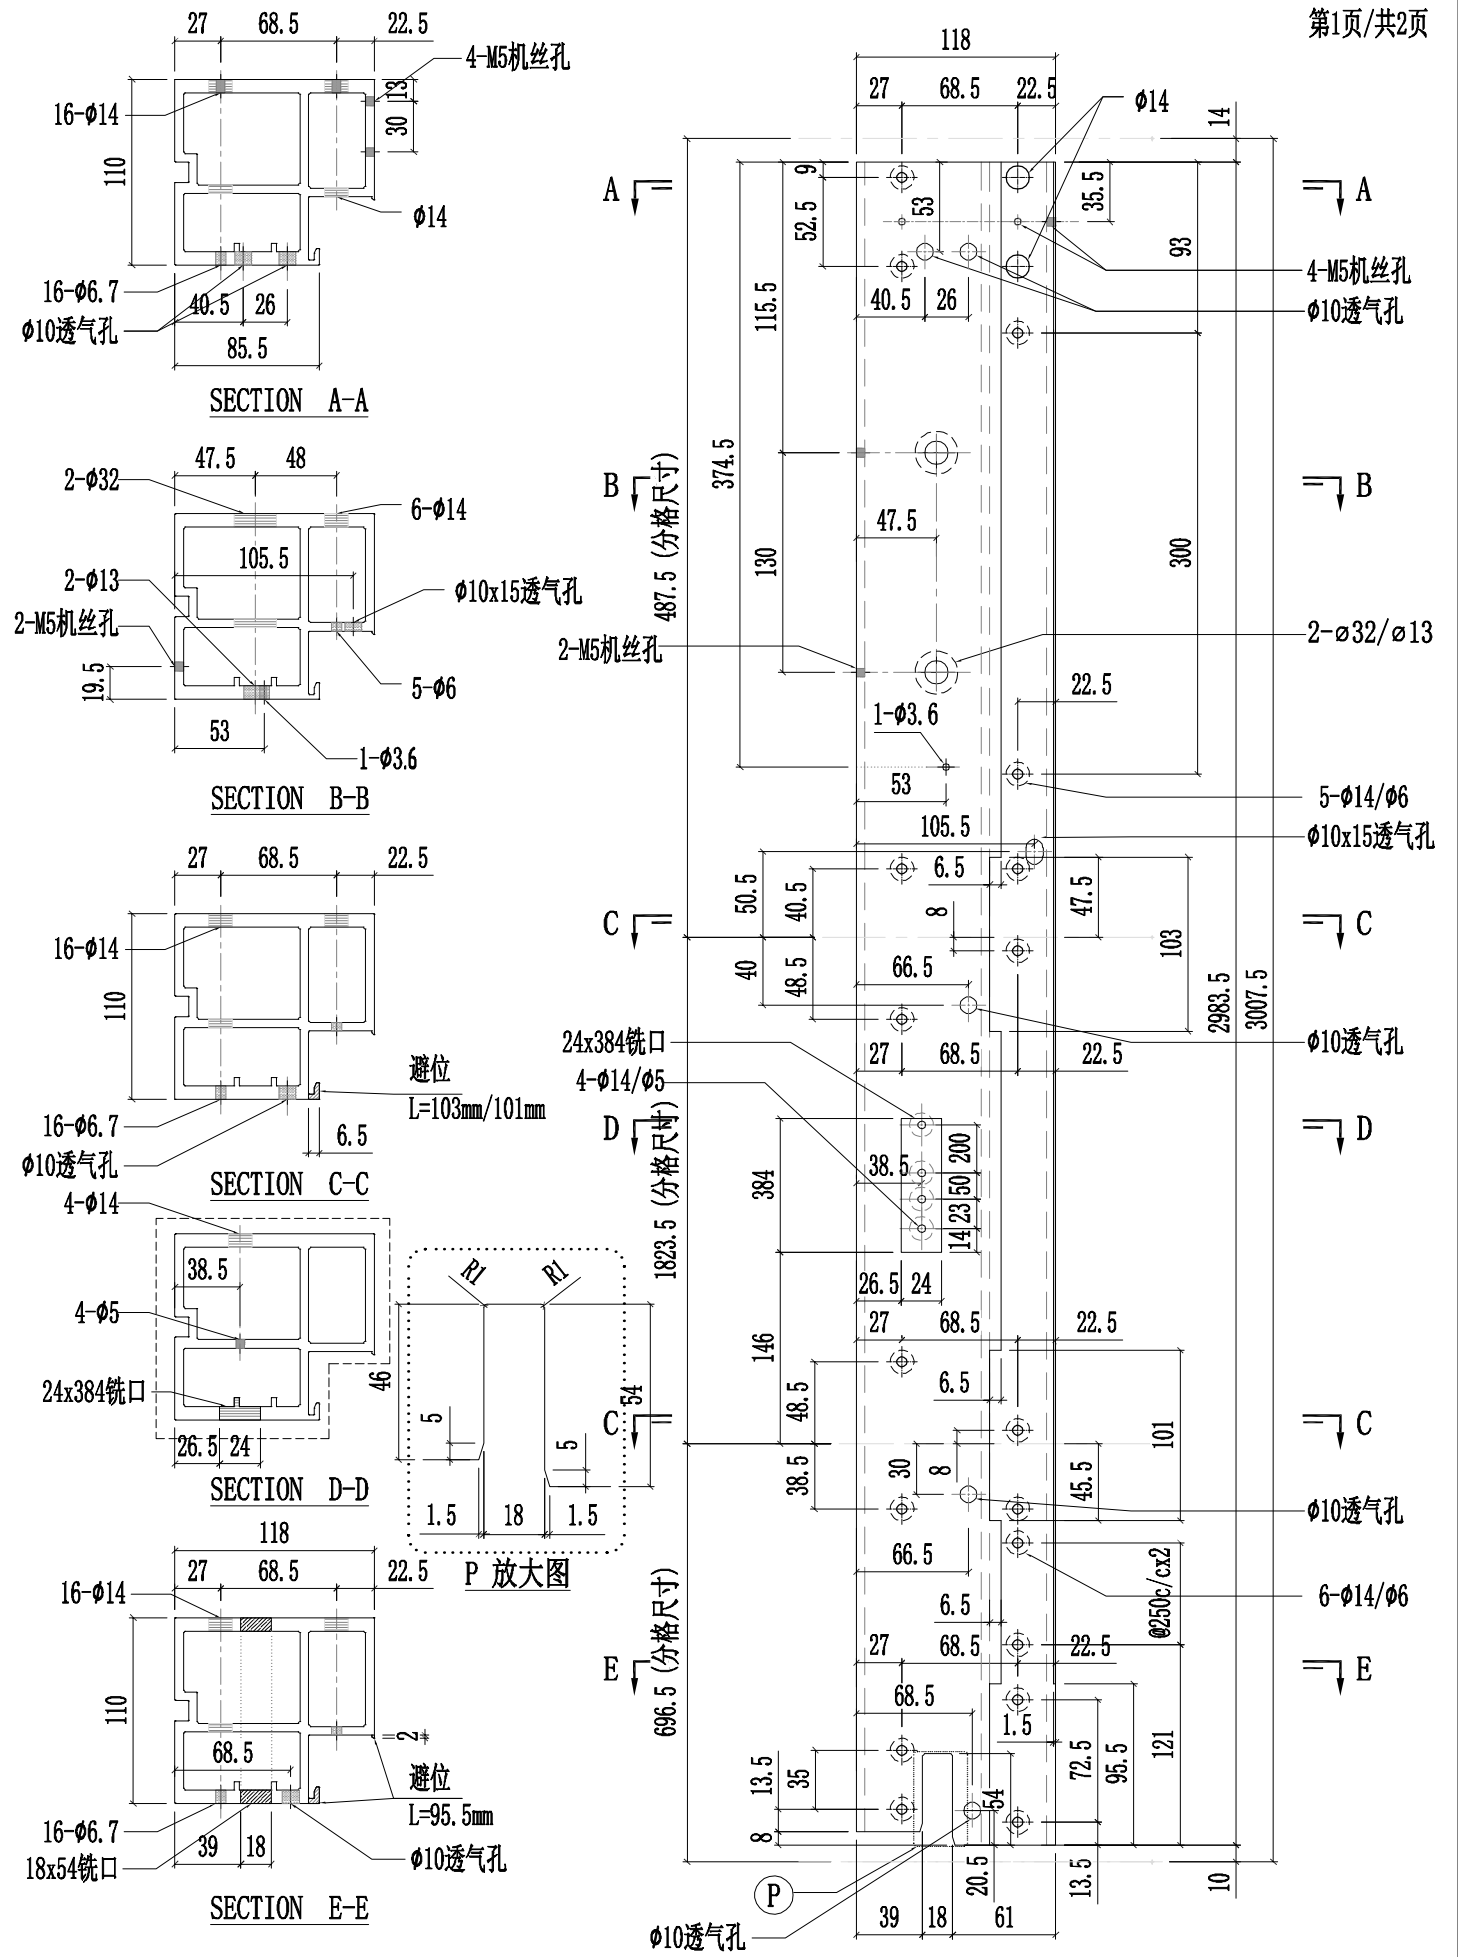 第1页/共2页
27
68.5
22.5
4-M5机丝孔
13
30
16-ϕ14
110
ϕ14
16-ϕ6.7
ϕ10透气孔
40.5
26
85.5
SECTION A-A
47.5
48
2-ϕ32
6-ϕ14
105.5
2-ϕ13
ϕ10x15透气孔
2-M5机丝孔
19.5
5-ϕ6
53
1-ϕ3.6
SECTION B-B
27
68.5
22.5
16-ϕ14
110
避位
L=103mm/101mm
16-ϕ6.7
ϕ10透气孔
6.5
SECTION C-C
4-ϕ14
38.5
4-ϕ5
24x384铣口
26.5
24
SECTION D-D
R1
R1
46
54
5
5
1.5
18
1.5
P 放大图
118
27
68.5
22.5
16-ϕ14
110
2
68.5
避位
L=95.5mm
16-ϕ6.7
39
18
18x54铣口
ϕ10透气孔
SECTION E-E
118
27
68.5
22.5
ϕ14
14
A
A
9
52.5
53
35.5
93
4-M5机丝孔
ϕ10透气孔
40.5
26
115.5
374.5
B
B
487.5 (分格尺寸)
47.5
130
300
2-M5机丝孔
2-⌀32/⌀13
22.5
1-ϕ3.6
53
5-ϕ14/ϕ6
105.5
ϕ10x15透气孔
6.5
50.5
40.5
47.5
8
103
C
C
40
48.5
66.5
2983.5
3007.5
24x384铣口
ϕ10透气孔
27
68.5
22.5
4-ϕ14/ϕ5
D
D
1823.5 (分格尺寸)
384
38.5
200
50
23
14
26.5
24
27
68.5
22.5
146
48.5
6.5
101
C
C
38.5
30
8
45.5
ϕ10透气孔
66.5
@250c/cx2
6-ϕ14/ϕ6
6.5
27
68.5
22.5
E
E
696.5 (分格尺寸)
68.5
1.5
13.5
35
72.5
95.5
121
54
8
20.5
13.5
10
P
39
18
61
ϕ10透气孔